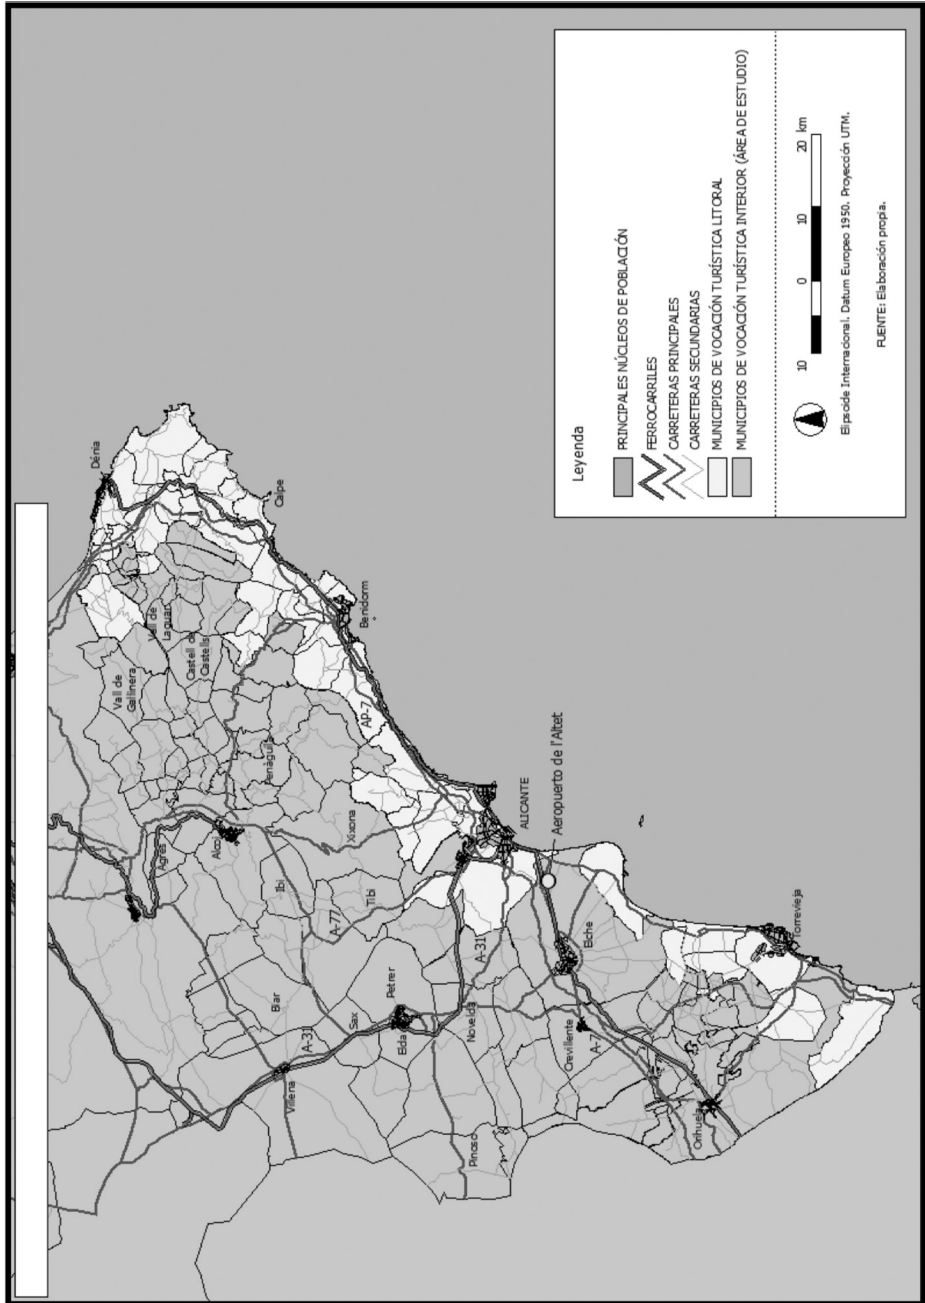 Dénia
Vall de
Gallinera
Vall de
Laguar
Castell de
Castells
Calpe
Benidorm
Agres
Alcoi
Penàguila
Xixona
Ibi
Tibi
A-77
AP-7
Biar
Villena
A-31
Sax
Petrer
Elda
Novelda
A-31
Pinoso
ALICANTE
Aeropuerto de l'Altet
Elche
Crevillente
A-7
Orihuela
Torrevieja
Leyenda
PRINCIPALES NÚCLEOS DE POBLACIÓN
FERROCARRILES
CARRETERAS PRINCIPALES
CARRETERAS SECUNDARIAS
MUNICIPIOS DE VOCACIÓN TURÍSTICA LITORAL
MUNICIPIOS DE VOCACIÓN TURÍSTICA INTERIOR (ÁREA DE ESTUDIO)
10 0 10 20 km
Elipsoide Internacional. Datum Europeo 1950. Proyección UTM.
FUENTE: Elaboración propia.